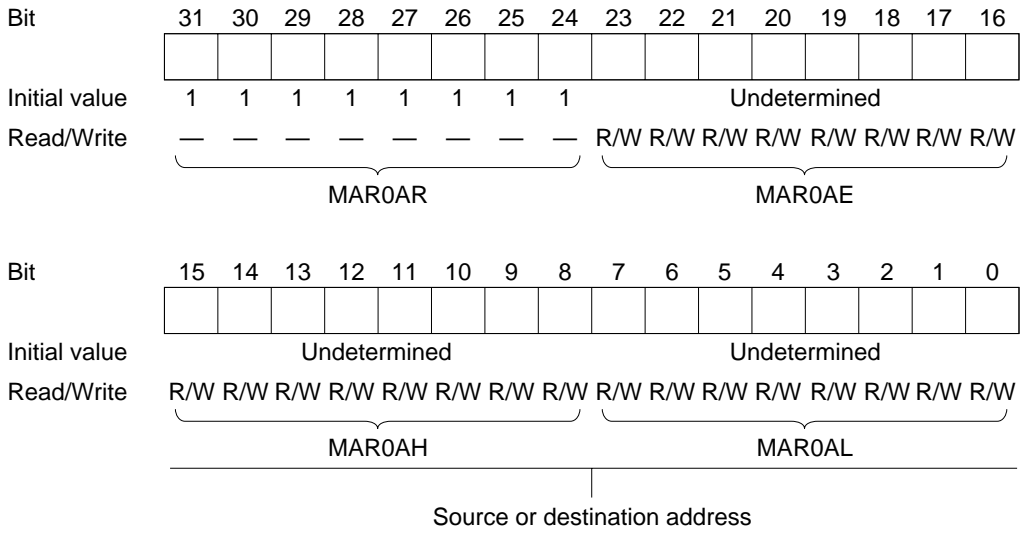 Bit 31 30 29 28 27 26 25 24 23 22 21 20 19 18 17 16
Initial value 1 1 1 1 1 1 1 1 Undetermined
Read/Write — — — — — — — — R/W R/W R/W R/W R/W R/W R/W R/W
MAR0AR MAR0AE
Bit 15 14 13 12 11 10 9 8 7 6 5 4 3 2 1 0
Initial value Undetermined Undetermined
Read/Write R/W R/W R/W R/W R/W R/W R/W R/W R/W R/W R/W R/W R/W R/W R/W R/W
MAR0AH MAR0AL
Source or destination address